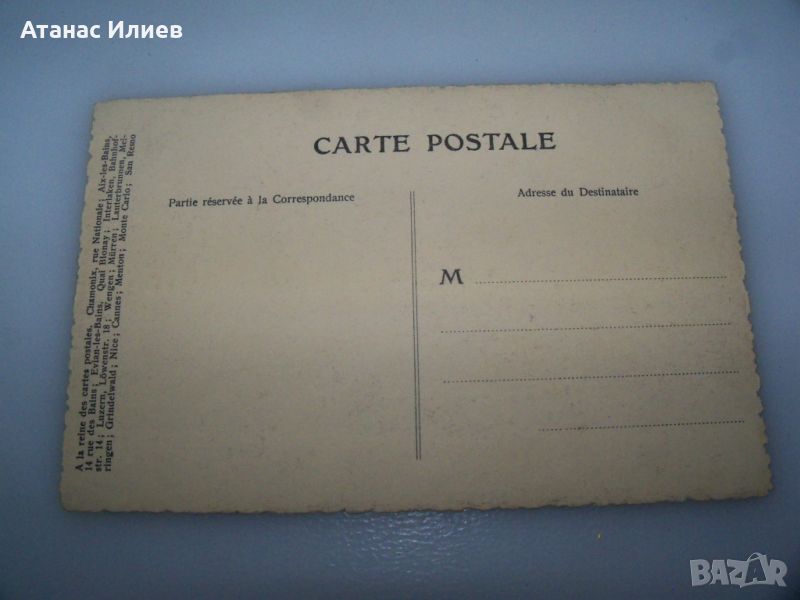 Атанас Илиев
CARTE POSTALE
Partie réservée à la Correspondance
Adresse du Destinataire
M
A la reine des cartes postales, Chamonix, rue Nationale; Aix-les-Bains,
14 rue des Bains; Evian-les-Bains, Quai Blonay; Interlaken, Bahnhof-
str. 14; Luzern, Löwenstr. 18; Wengen; Mürren; Lauterbrunnen, Mei-
ringen; Grindelwald; Nice; Cannes; Menton; Monte Carlo; San Remo
BAZAR